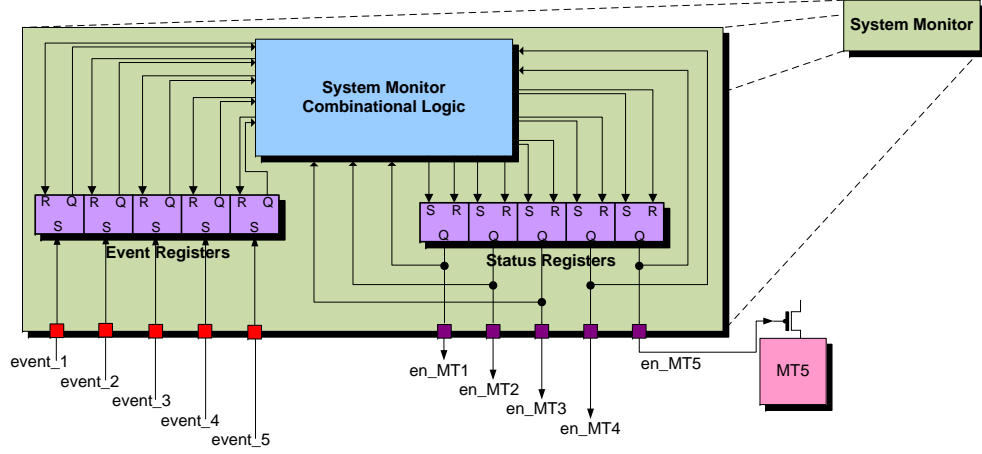 System Monitor
System Monitor
Combinational Logic
R Q R Q R Q R Q R Q
S S S S S
Event Registers
S R S R S R S R S R
Q Q Q Q Q
Status Registers
event_1
event_2
event_3
event_4
event_5
en_MT1
en_MT2
en_MT3
en_MT4
en_MT5
MT5